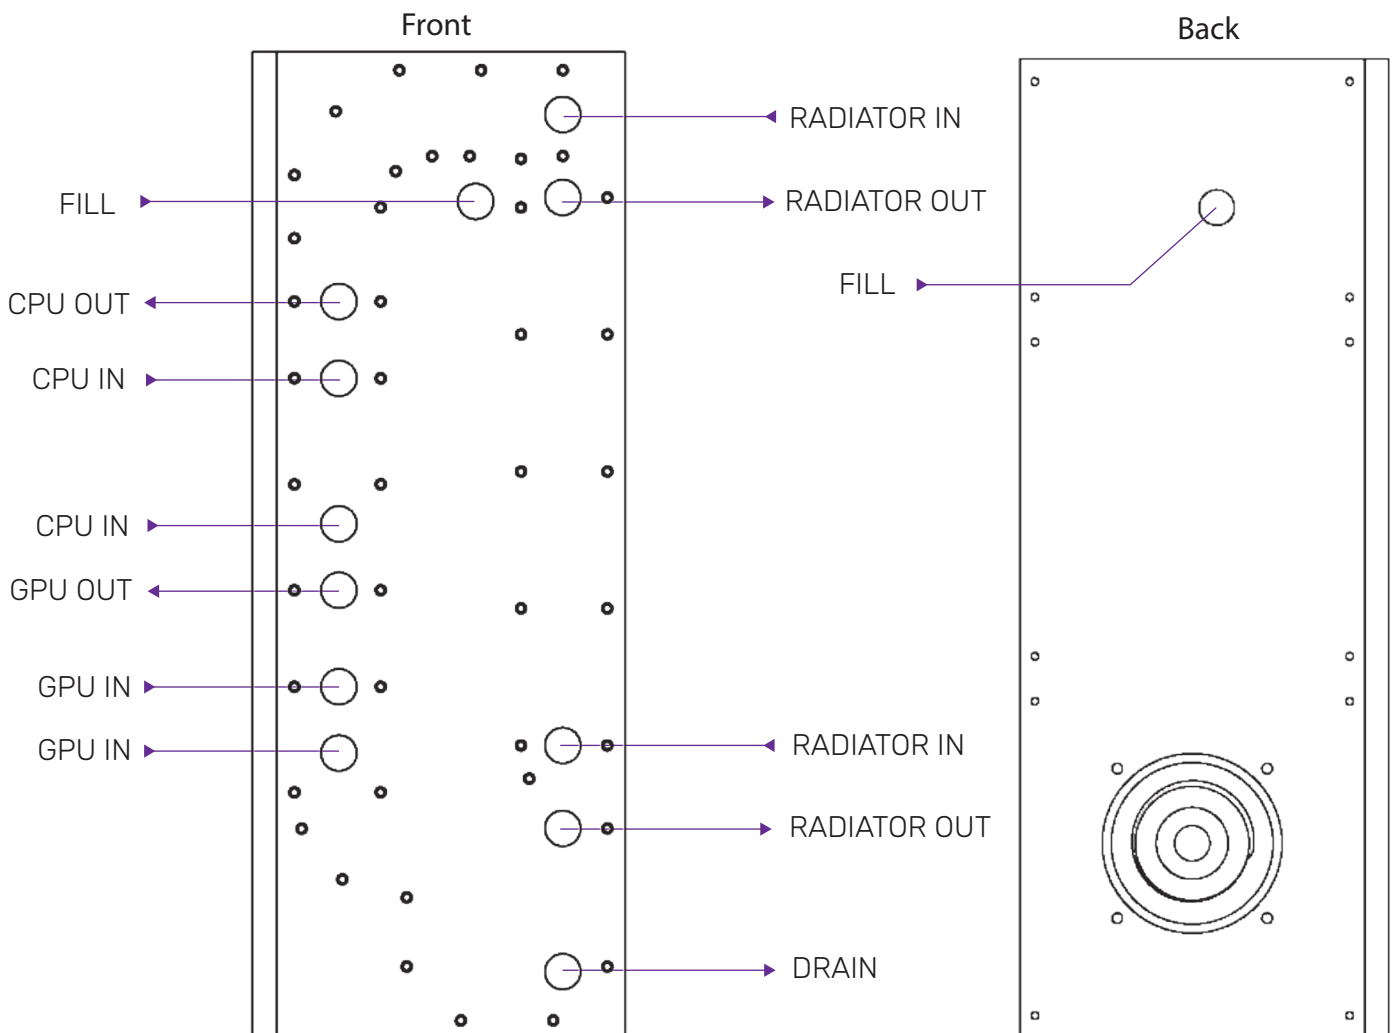 Front
Back
RADIATOR IN
FILL
RADIATOR OUT
FILL
CPU OUT
CPU IN
CPU IN
GPU OUT
GPU IN
GPU IN
RADIATOR IN
RADIATOR OUT
DRAIN